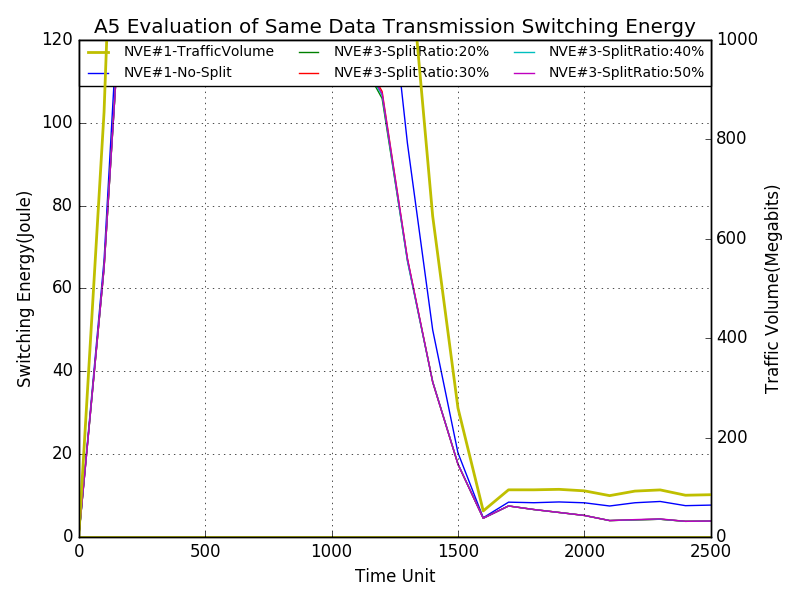 A5 Evaluation of Same Data Transmission Switching Energy
NVE#1-TrafficVolume NVE#3-SplitRatio:20% NVE#3-SplitRatio:40%
NVE#1-No-Split NVE#3-SplitRatio:30% NVE#3-SplitRatio:50%
120 1000
100 800
80 600
60 400
40 200
20 0
0
Switching Energy(Joule)
Traffic Volume(Megabits)
0 500 1000 1500 2000 2500
Time Unit